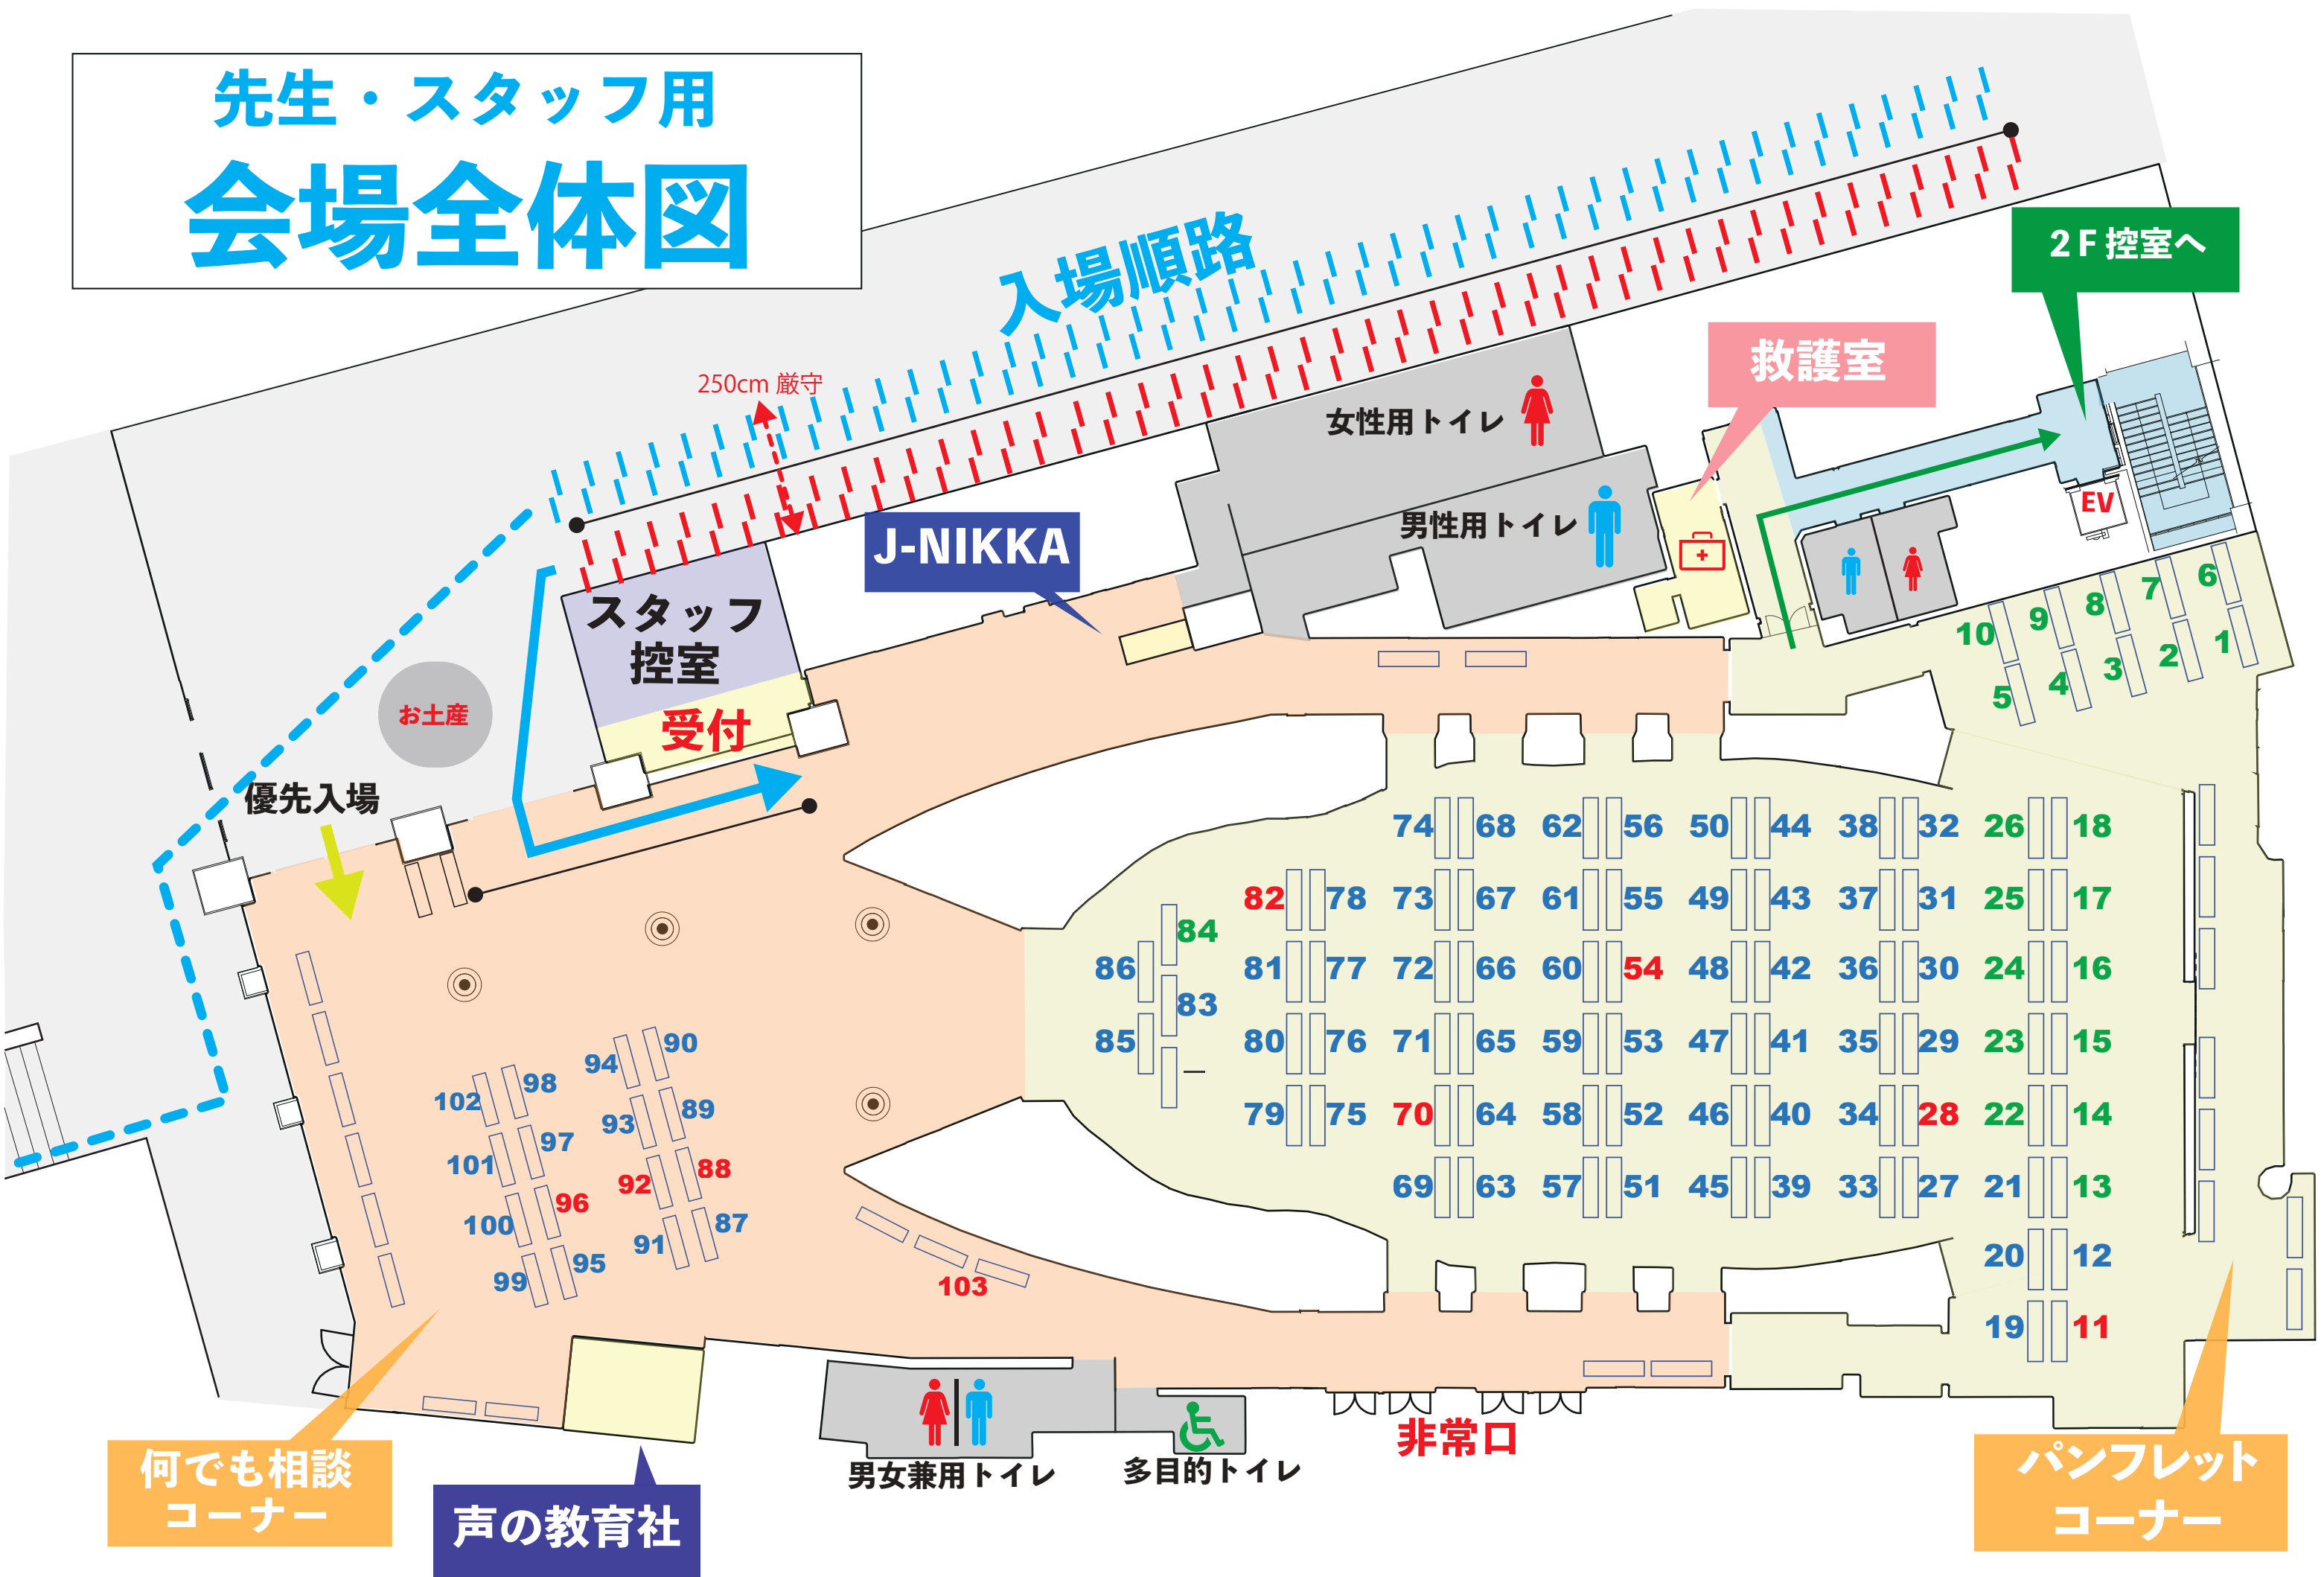 先生・スタッフ用
会場全体図
入場順路
250cm 厳守
2F 控室へ
救護室
女性用トイレ
男性用トイレ
EV
J-NIKKA
スタッフ
控室
受付
お土産
優先入場
10 9 8 7 6
5 4 3 2 1
74 68 62 56 50 44 38 32 26 18
82 78 73 67 61 55 49 43 37 31 25 17
84
86 81 77 72 66 60 54 48 42 36 30 24 16
83
85 80 76 71 65 59 53 47 41 35 29 23 15
79 75 70 64 58 52 46 40 34 28 22 14
69 63 57 51 45 39 33 27 21 13
20 12
19 11
94 90
102 98 93 89
101 97 92 88
100 96 91 87
99 95
103
非常口
男女兼用トイレ
多目的トイレ
何でも相談
コーナー
声の教育社
パンフレット
コーナー